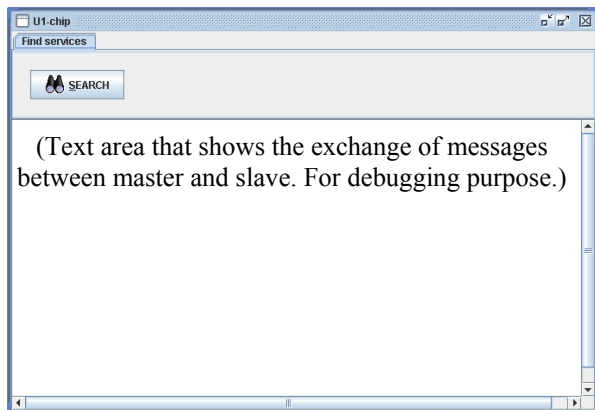 U1-chip
Find services
SEARCH
(Text area that shows the exchange of messages
between master and slave. For debugging purpose.)